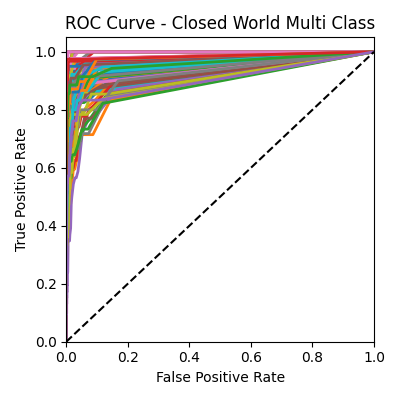 ROC Curve - Closed World Multi Class
True Positive Rate
1.0
0.8
0.6
0.4
0.2
0.0
0.0 0.2 0.4 0.6 0.8 1.0
False Positive Rate